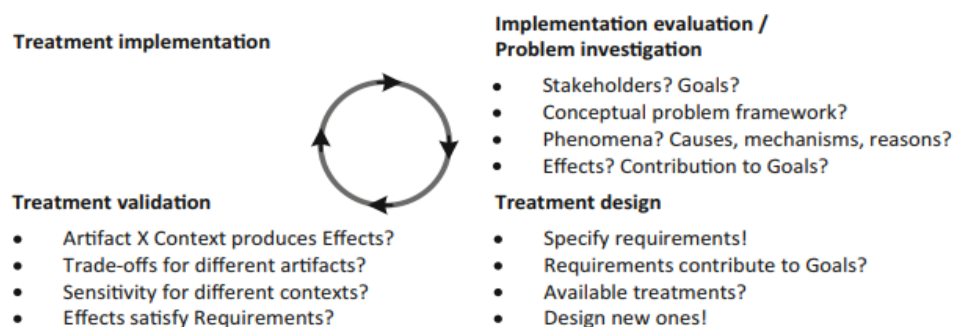 Treatment implementation
Implementation evaluation /
Problem investigation
• Stakeholders? Goals?
• Conceptual problem framework?
• Phenomena? Causes, mechanisms, reasons?
• Effects? Contribution to Goals?
Treatment validation
• Artifact X Context produces Effects?
• Trade-offs for different artifacts?
• Sensitivity for different contexts?
• Effects satisfy Requirements?
Treatment design
• Specify requirements!
• Requirements contribute to Goals?
• Available treatments?
• Design new ones!